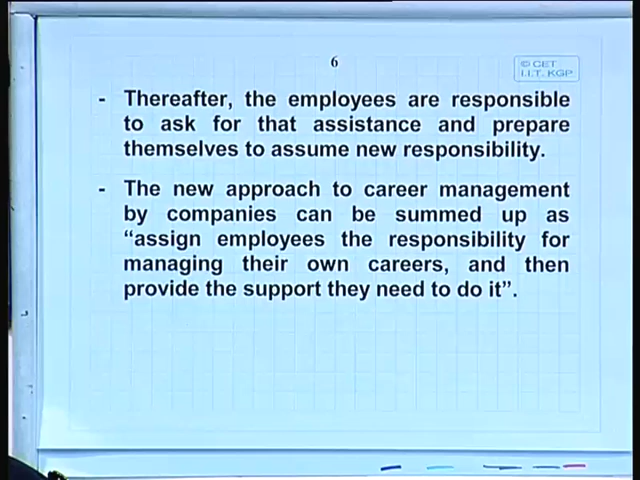 6
© CET
I.I.T. KGP
- Thereafter, the employees are responsible
to ask for that assistance and prepare
themselves to assume new responsibility.
- The new approach to career management
by companies can be summed up as
“assign employees the responsibility for
managing their own careers, and then
provide the support they need to do it”.